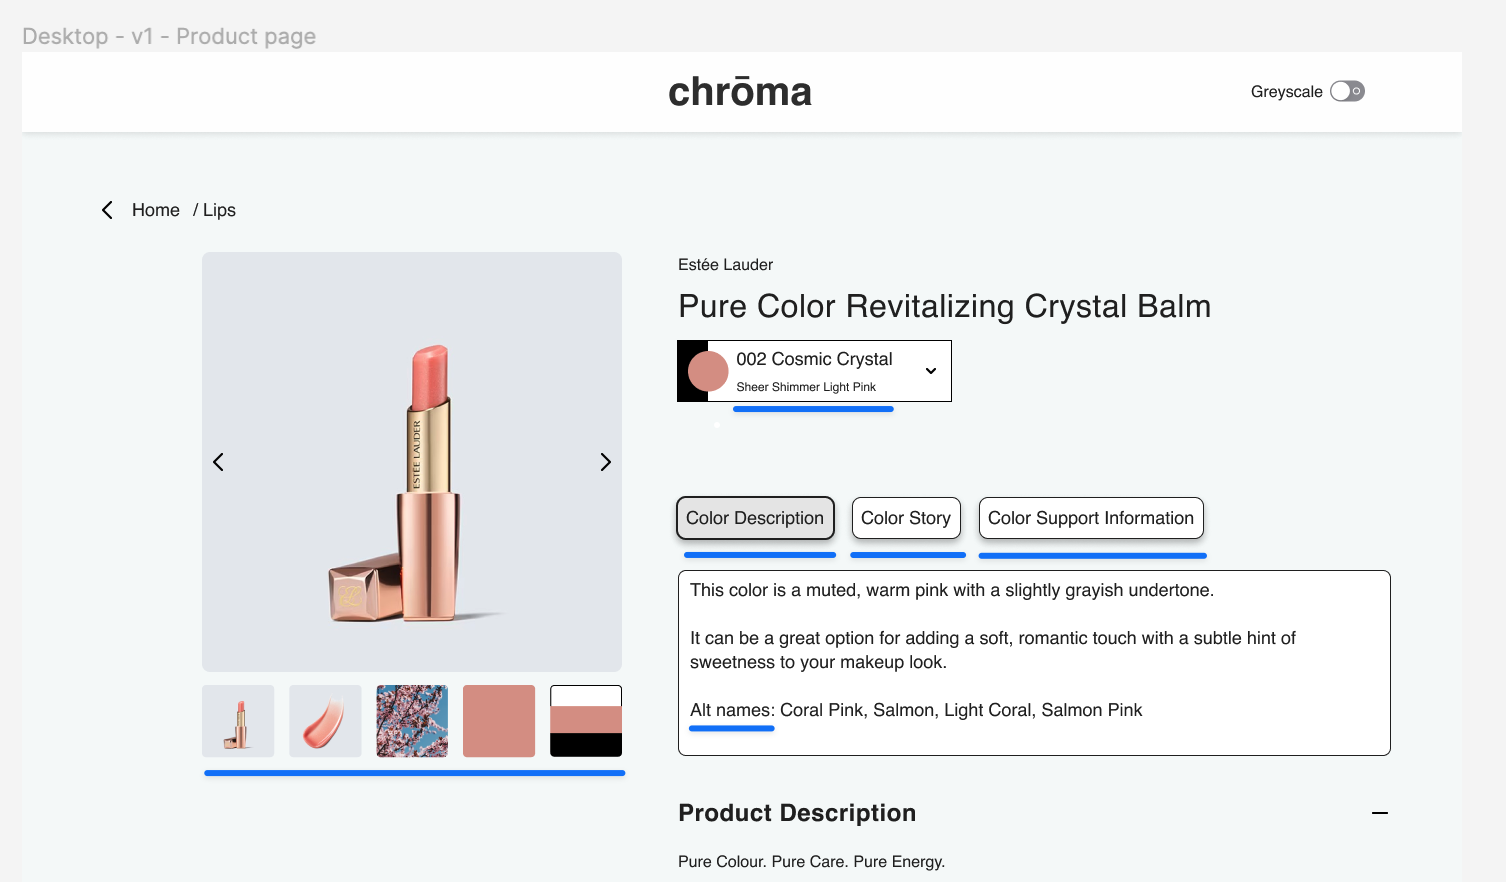 Desktop - v1 - Product page
chrōma
Greyscale
Home / Lips
Estée Lauder
Pure Color Revitalizing Crystal Balm
002 Cosmic Crystal
Sheer Shimmer Light Pink
ESTĒE LAUDER
Color Description
Color Story
Color Support Information
This color is a muted, warm pink with a slightly grayish undertone.
It can be a great option for adding a soft, romantic touch with a subtle hint of
sweetness to your makeup look.
Alt names: Coral Pink, Salmon, Light Coral, Salmon Pink
Product Description
Pure Colour. Pure Care. Pure Energy.